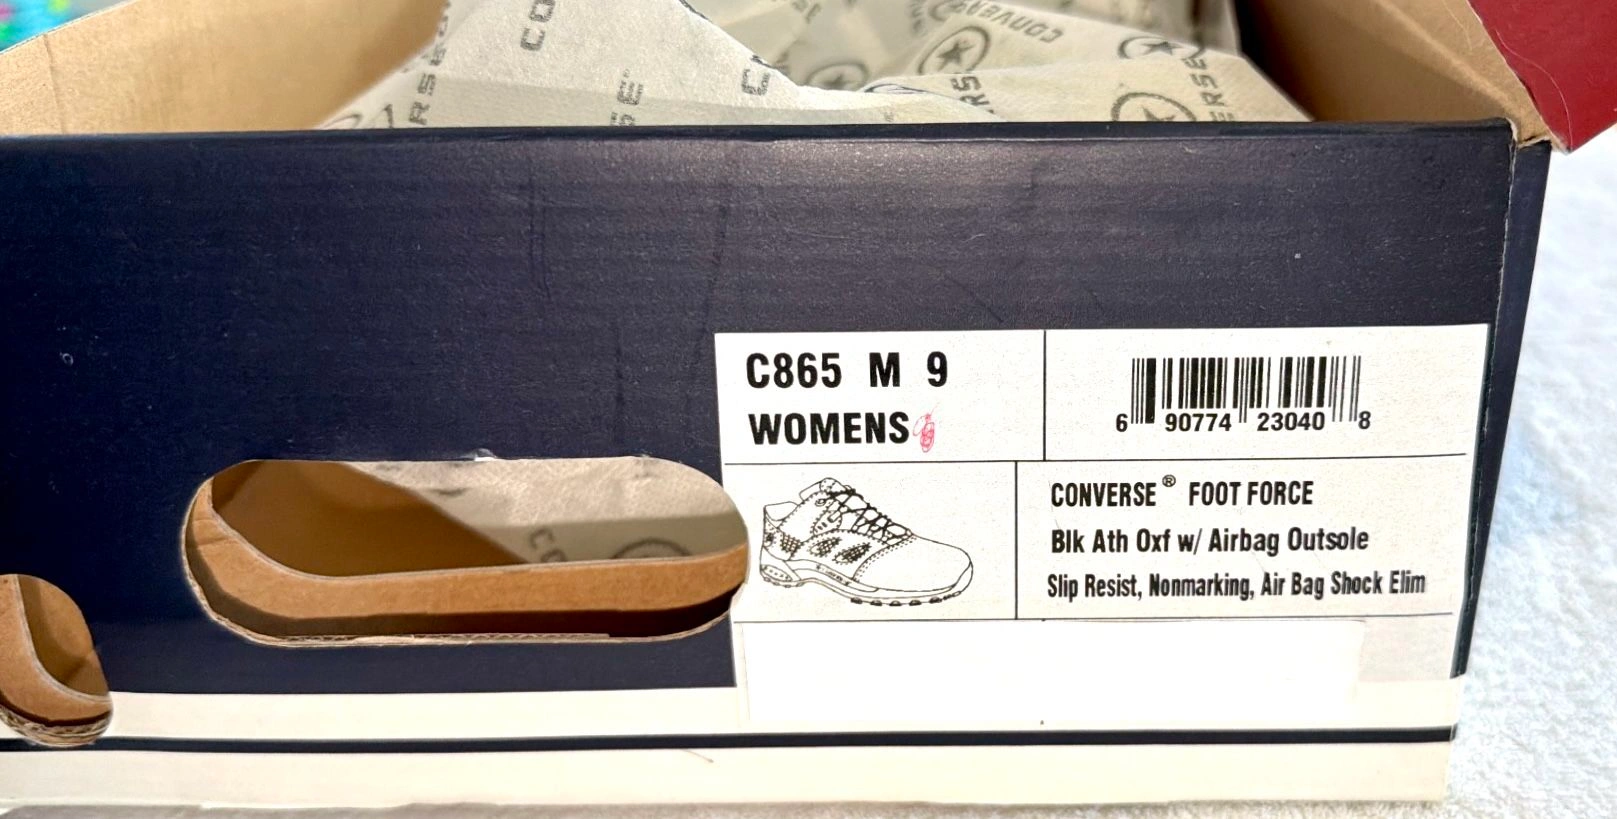 CONVERSE
C865 M 9
WOMENS
6 90774 23040 8
CONVERSE® FOOT FORCE
Blk Ath Oxf w/ Airbag Outsole
Slip Resist, Nonmarking, Air Bag Shock Elim